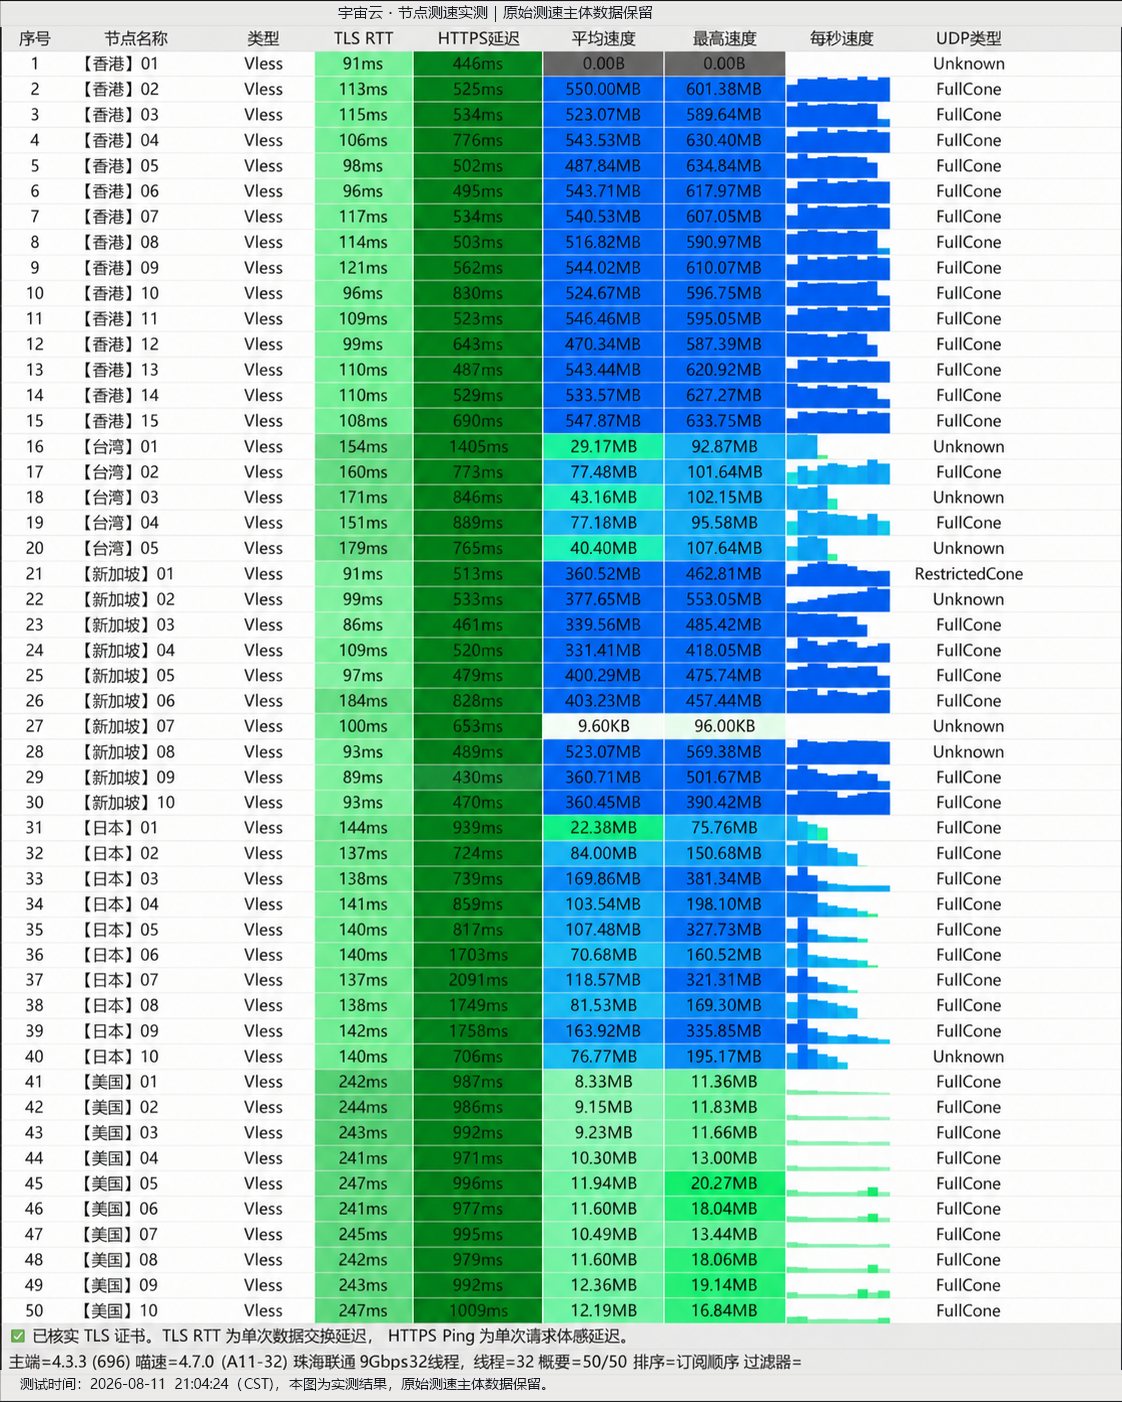 宇宙云 · 节点测速实测 | 原始测速主体数据保留
序号 节点名称 类型 TLS RTT HTTPS延迟 平均速度 最高速度 每秒速度 UDP类型
1 【香港】01 Vless 91ms 446ms 0.00B 0.00B Unknown
2 【香港】02 Vless 113ms 525ms 550.00MB 601.38MB FullCone
3 【香港】03 Vless 115ms 534ms 523.07MB 589.64MB FullCone
4 【香港】04 Vless 106ms 776ms 543.53MB 630.40MB FullCone
5 【香港】05 Vless 98ms 502ms 487.84MB 634.84MB FullCone
6 【香港】06 Vless 96ms 495ms 543.71MB 617.97MB FullCone
7 【香港】07 Vless 117ms 534ms 540.53MB 607.05MB FullCone
8 【香港】08 Vless 114ms 503ms 516.82MB 590.97MB FullCone
9 【香港】09 Vless 121ms 562ms 544.02MB 610.07MB FullCone
10 【香港】10 Vless 96ms 830ms 524.67MB 596.75MB FullCone
11 【香港】11 Vless 109ms 523ms 546.46MB 595.05MB FullCone
12 【香港】12 Vless 99ms 643ms 470.34MB 587.39MB FullCone
13 【香港】13 Vless 110ms 487ms 543.44MB 620.92MB FullCone
14 【香港】14 Vless 110ms 529ms 533.57MB 627.27MB FullCone
15 【香港】15 Vless 108ms 690ms 547.87MB 633.75MB FullCone
16 【台湾】01 Vless 154ms 1405ms 29.17MB 92.87MB Unknown
17 【台湾】02 Vless 160ms 773ms 77.48MB 101.64MB FullCone
18 【台湾】03 Vless 171ms 846ms 43.16MB 102.15MB Unknown
19 【台湾】04 Vless 151ms 889ms 77.18MB 95.58MB FullCone
20 【台湾】05 Vless 179ms 765ms 40.40MB 107.64MB Unknown
21 【新加坡】01 Vless 91ms 513ms 360.52MB 462.81MB RestrictedCone
22 【新加坡】02 Vless 99ms 533ms 377.65MB 553.05MB Unknown
23 【新加坡】03 Vless 86ms 461ms 339.56MB 485.42MB FullCone
24 【新加坡】04 Vless 109ms 520ms 331.41MB 418.05MB FullCone
25 【新加坡】05 Vless 97ms 479ms 400.29MB 475.74MB FullCone
26 【新加坡】06 Vless 184ms 828ms 403.23MB 457.44MB FullCone
27 【新加坡】07 Vless 100ms 653ms 9.60KB 96.00KB Unknown
28 【新加坡】08 Vless 93ms 489ms 523.07MB 569.38MB Unknown
29 【新加坡】09 Vless 89ms 430ms 360.71MB 501.67MB FullCone
30 【新加坡】10 Vless 93ms 470ms 360.45MB 390.42MB FullCone
31 【日本】01 Vless 144ms 939ms 22.38MB 75.76MB FullCone
32 【日本】02 Vless 137ms 724ms 84.00MB 150.68MB FullCone
33 【日本】03 Vless 138ms 739ms 169.86MB 381.34MB FullCone
34 【日本】04 Vless 141ms 859ms 103.54MB 198.10MB FullCone
35 【日本】05 Vless 140ms 817ms 107.48MB 327.73MB FullCone
36 【日本】06 Vless 140ms 1703ms 70.68MB 160.52MB FullCone
37 【日本】07 Vless 137ms 2091ms 118.57MB 321.31MB FullCone
38 【日本】08 Vless 138ms 1749ms 81.53MB 169.30MB FullCone
39 【日本】09 Vless 142ms 1758ms 163.92MB 335.85MB FullCone
40 【日本】10 Vless 140ms 706ms 76.77MB 195.17MB Unknown
41 【美国】01 Vless 242ms 987ms 8.33MB 11.36MB FullCone
42 【美国】02 Vless 244ms 986ms 9.15MB 11.83MB FullCone
43 【美国】03 Vless 243ms 992ms 9.23MB 11.66MB FullCone
44 【美国】04 Vless 241ms 971ms 10.30MB 13.00MB FullCone
45 【美国】05 Vless 247ms 996ms 11.94MB 20.27MB FullCone
46 【美国】06 Vless 241ms 977ms 11.60MB 18.04MB FullCone
47 【美国】07 Vless 245ms 995ms 10.49MB 13.44MB FullCone
48 【美国】08 Vless 242ms 979ms 11.60MB 18.06MB FullCone
49 【美国】09 Vless 243ms 992ms 12.36MB 19.14MB FullCone
50 【美国】10 Vless 247ms 1009ms 12.19MB 16.84MB FullCone
✅ 已核实 TLS 证书。TLS RTT 为单次数据交换延迟， HTTPS Ping 为单次请求体感延迟。
主端=4.3.3 (696) 喵速=4.7.0 (A11-32) 珠海联通 9Gbps32线程，线程=32 概要=50/50 排序=订阅顺序 过滤器=
测试时间：2026-08-11 21:04:24（CST)，本图为实测结果，原始测速主体数据保留。